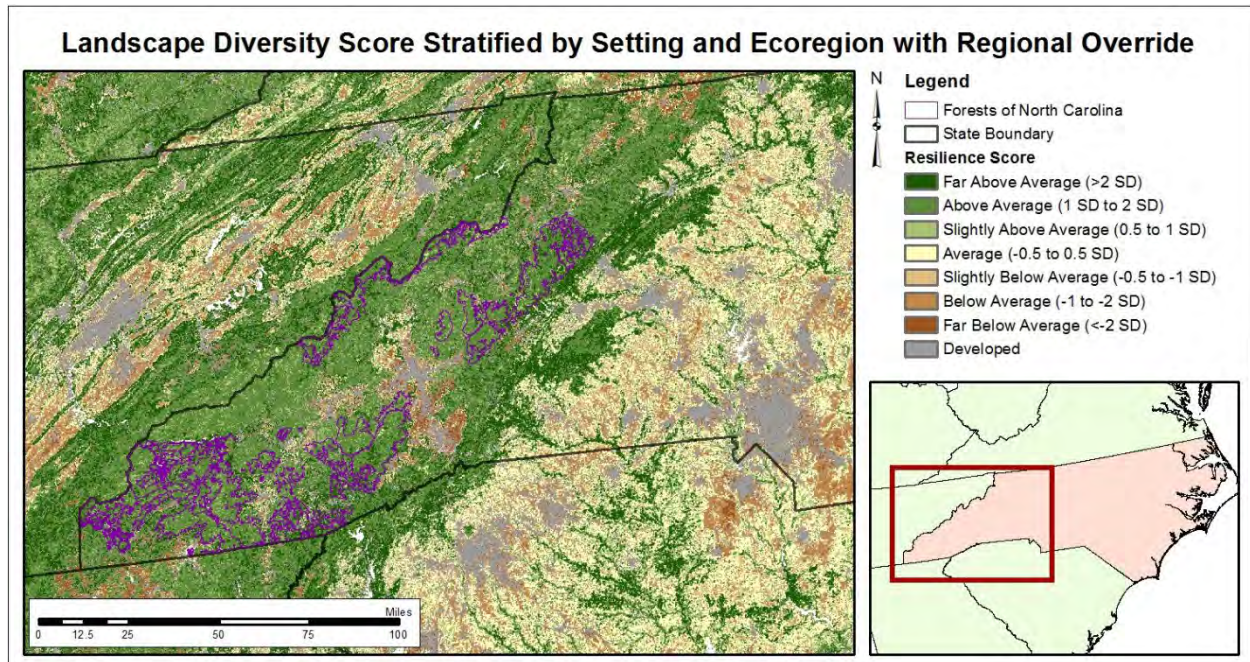 Landscape Diversity Score Stratified by Setting and Ecoregion with Regional Override
N
Legend
Forests of North Carolina
State Boundary
Resilience Score
Far Above Average (>2 SD)
Above Average (1 SD to 2 SD)
Slightly Above Average (0.5 to 1 SD)
Average (-0.5 to 0.5 SD)
Slightly Below Average (-0.5 to -1 SD)
Below Average (-1 to -2 SD)
Far Below Average (<-2 SD)
Developed
Miles
0 12.5 25 50 75 100